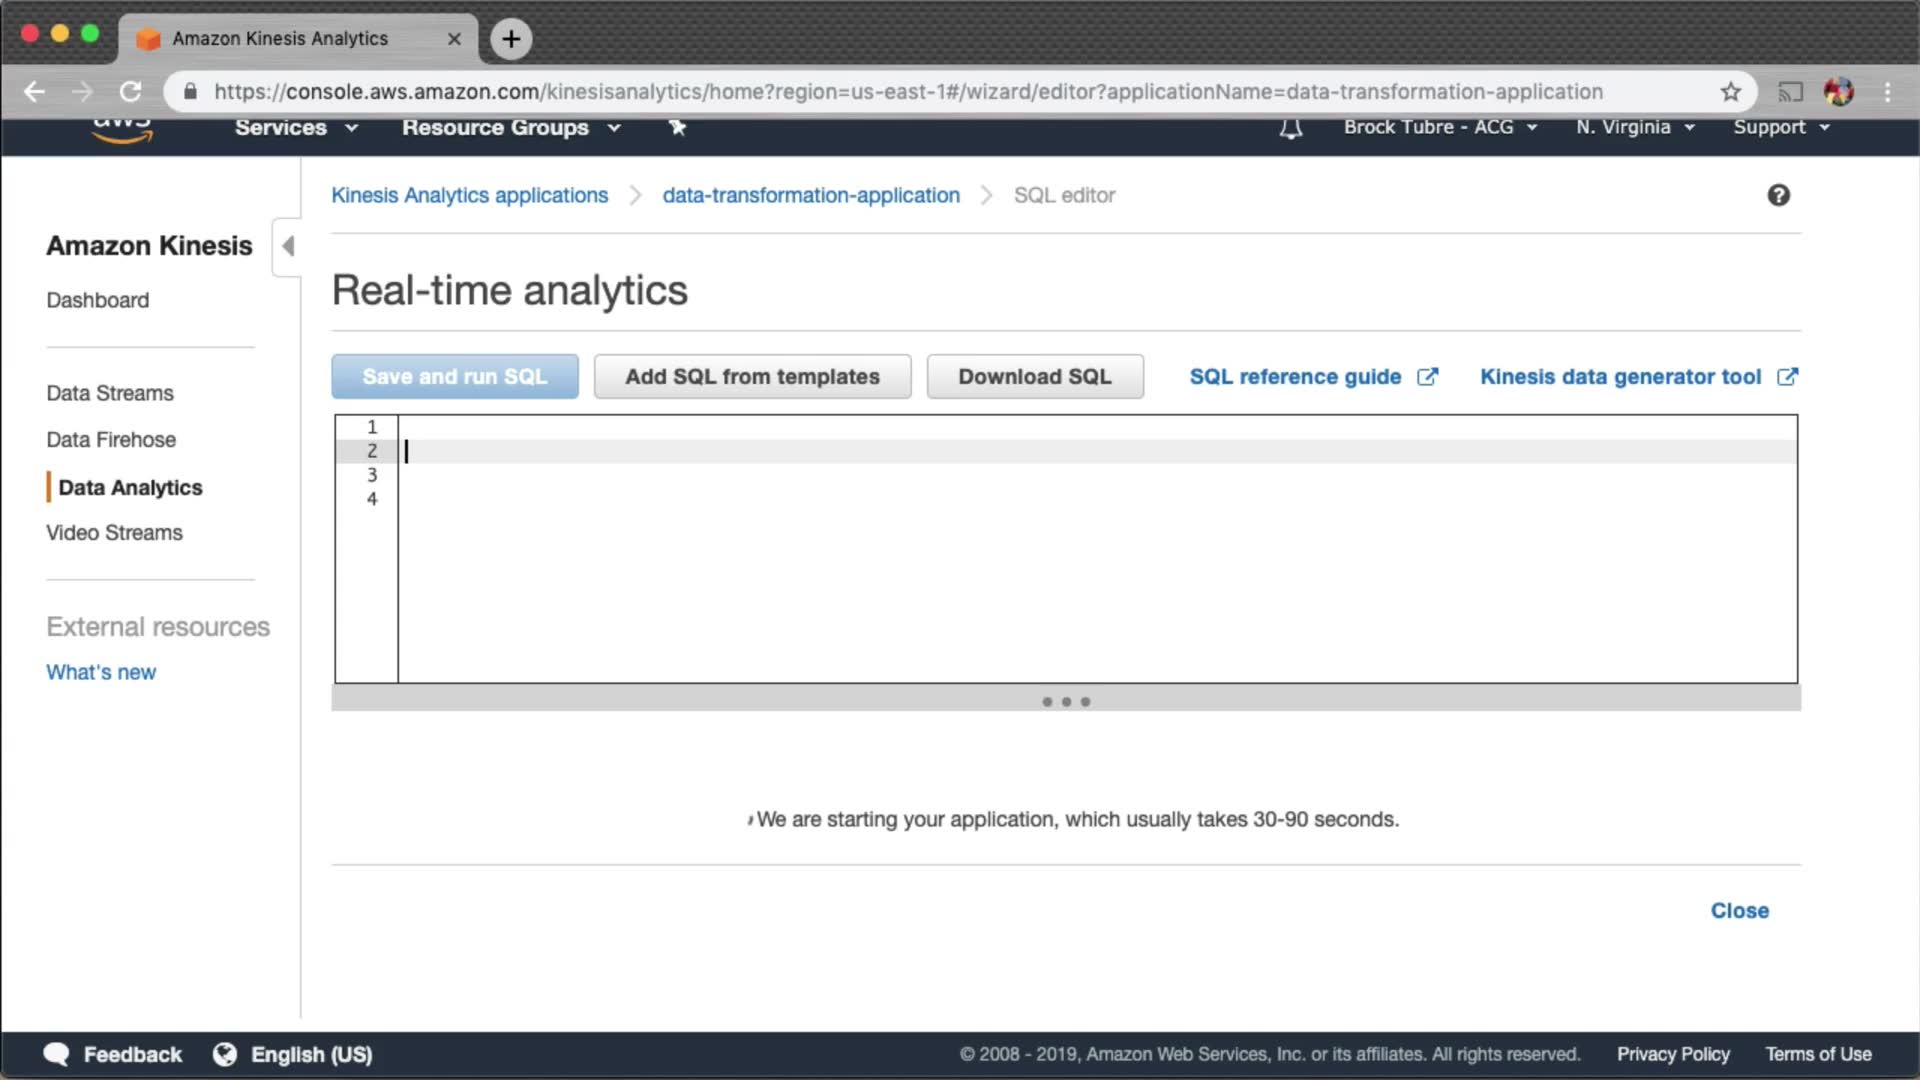 Amazon Kinesis Analytics
https://console.aws.amazon.com/kinesisanalytics/home?region=us-east-1#/wizard/editor?applicationName=data-transformation-application
aws
Services
Resource Groups
Brock Tubre - ACG
N. Virginia
Support
Kinesis Analytics applications
data-transformation-application
SQL editor
Amazon Kinesis
Dashboard
Data Streams
Data Firehose
Data Analytics
Video Streams
External resources
What's new
Real-time analytics
Save and run SQL
Add SQL from templates
Download SQL
SQL reference guide
Kinesis data generator tool
1
2
3
4
We are starting your application, which usually takes 30-90 seconds.
Close
Feedback
English (US)
© 2008 - 2019, Amazon Web Services, Inc. or its affiliates. All rights reserved.
Privacy Policy
Terms of Use